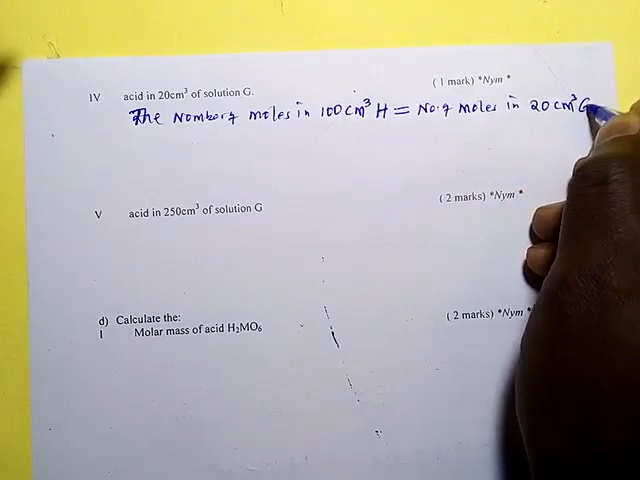 IV acid in 20cm³ of solution G. ( 1 mark) *Nym *
The Nomber of moles in 100cm³ H = No. of moles in 20cm³ G
V acid in 250cm³ of solution G ( 2 marks) *Nym *
d) Calculate the: ( 2 marks) *Nym *
I Molar mass of acid H₂MO₆